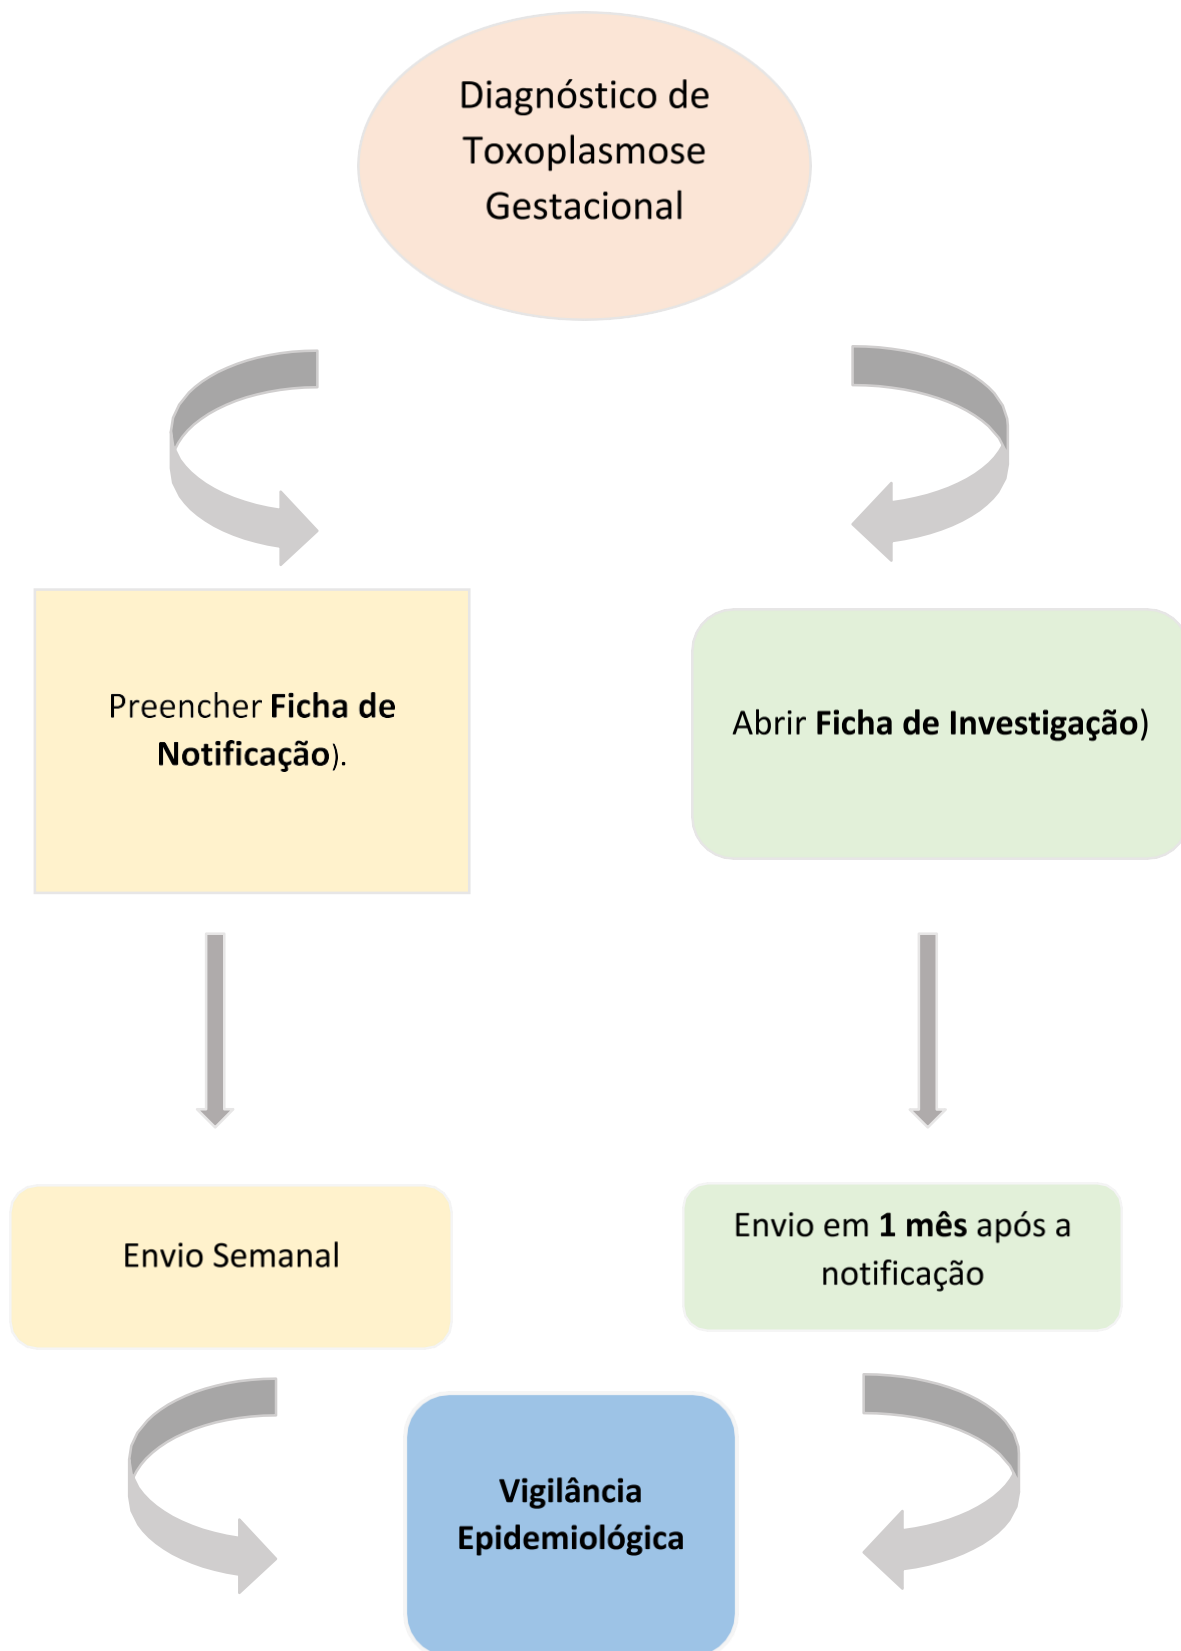 Diagnóstico de
Toxoplasmose
Gestacional
Preencher Ficha de
Notificação).
Abrir Ficha de Investigação)
Envio Semanal
Envio em 1 mês após a
notificação
Vigilância
Epidemiológica